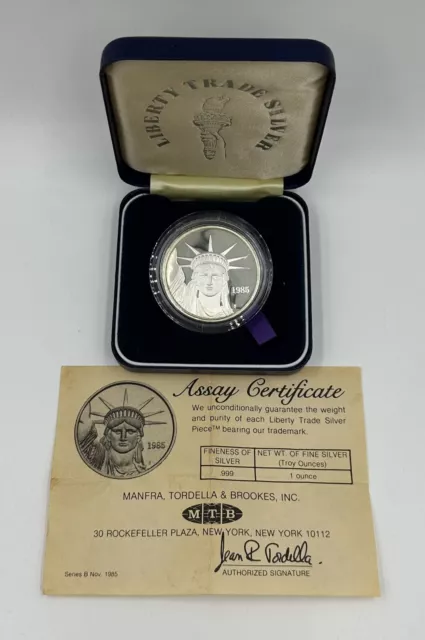 LIBERTY TRADE SILVER
1985
Assay Certificate
We unconditionally guarantee the weight
and purity of each Liberty Trade Silver
Piece™ bearing our trademark.
1985
FINENESS OF
SILVER
NET WT. OF FINE SILVER
(Troy Ounces)
.999
1 ounce
MANFRA, TORDELLA & BROOKES, INC.
M T B
30 ROCKEFELLER PLAZA, NEW YORK, NEW YORK 10112
Jean R Tordella
AUTHORIZED SIGNATURE
Series B Nov. 1985